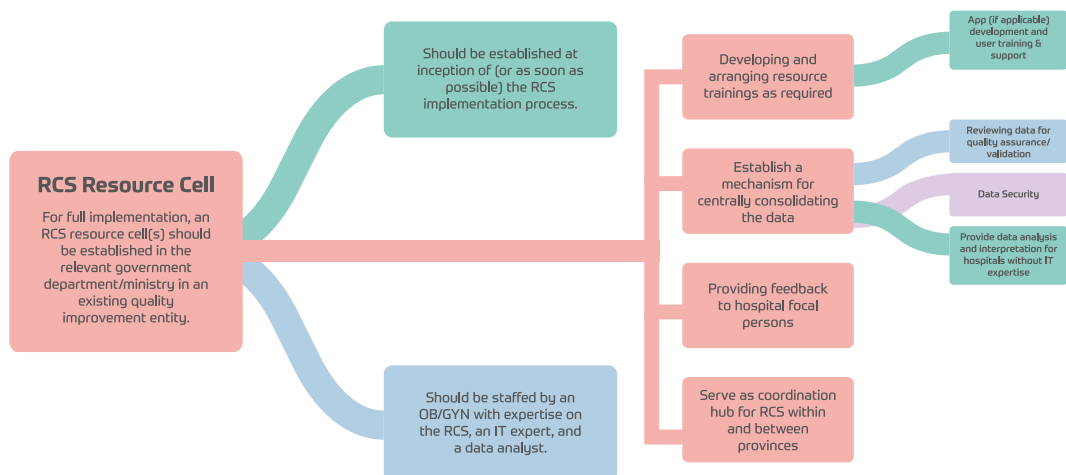 RCS Resource Cell
For full implementation, an
RCS resource cell(s) should
be established in the
relevant government
department/ministry in an
existing quality
improvement entity.
Should be established at
inception of (or as soon as
possible) the RCS
implementation process.
Should be staffed by an
OB/GYN with expertise on
the RCS, an IT expert, and
a data analyst.
Developing and
arranging resource
trainings as required
Establish a
mechanism for
centrally consolidating
the data
Providing feedback
to hospital focal
persons
Serve as coordination
hub for RCS within
and between
provinces
App (if applicable)
development and
user training &
support
Reviewing data for
quality assurance/
validation
Data Security
Provide data analysis
and interpretation for
hospitals without IT
expertise